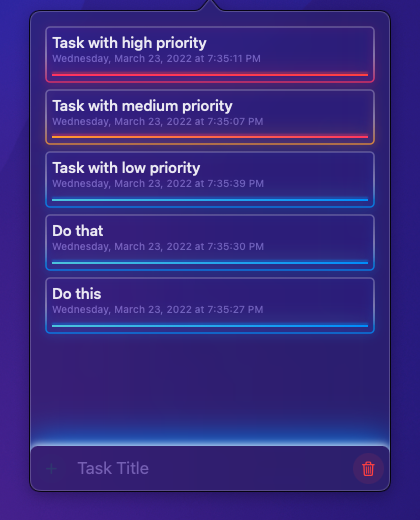 Task with high priority
Wednesday, March 23, 2022 at 7:35:11 PM
Task with medium priority
Wednesday, March 23, 2022 at 7:35:07 PM
Task with low priority
Wednesday, March 23, 2022 at 7:35:39 PM
Do that
Wednesday, March 23, 2022 at 7:35:30 PM
Do this
Wednesday, March 23, 2022 at 7:35:27 PM
Task Title